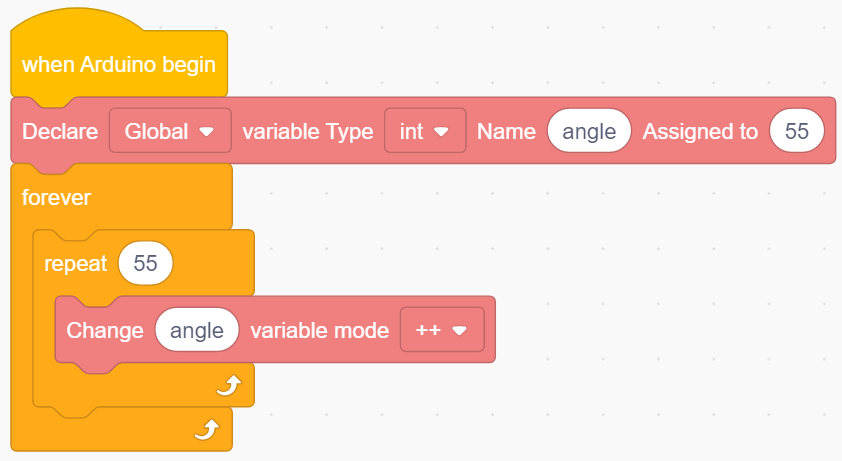 when Arduino begin
Declare Global variable Type int Name angle Assigned to 55
forever
repeat 55
Change angle variable mode ++